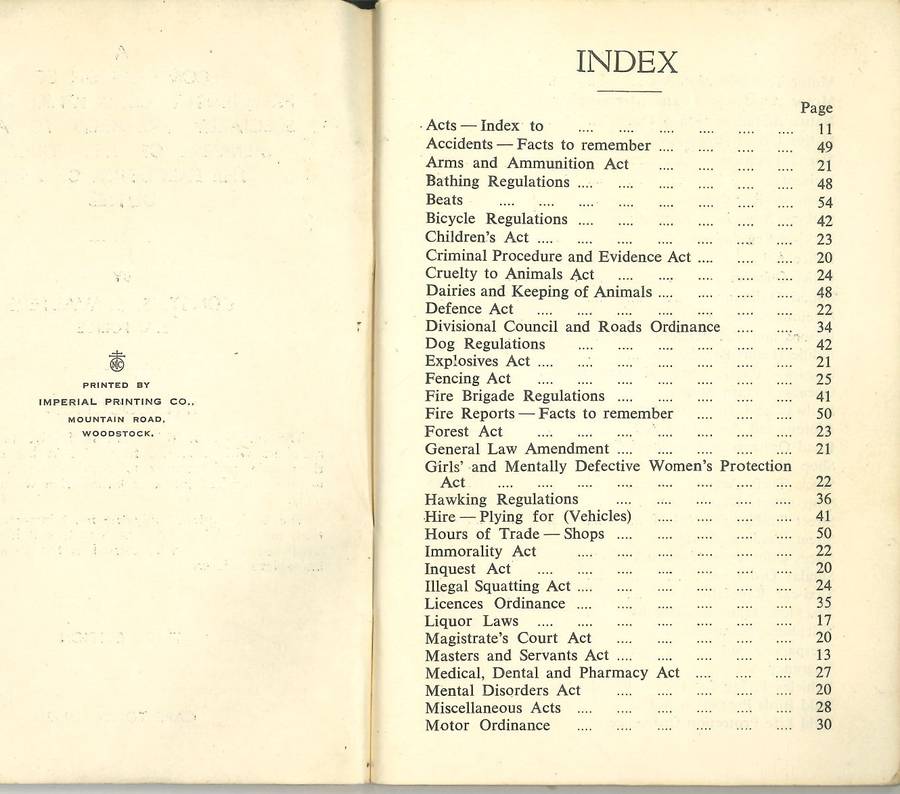 PRINTED BY
IMPERIAL PRINTING CO.,
MOUNTAIN ROAD,
WOODSTOCK.
INDEX
Page
Acts — Index to .... .... .... .... .... .... 11
Accidents — Facts to remember .... .... .... .... 49
Arms and Ammunition Act .... .... .... .... 21
Bathing Regulations .... .... .... .... .... .... 48
Beats .... .... .... .... .... .... .... .... 54
Bicycle Regulations .... .... .... .... .... .... 42
Children's Act .... .... .... .... .... .... .... 23
Criminal Procedure and Evidence Act .... .... .... 20
Cruelty to Animals Act .... .... .... .... .... 24
Dairies and Keeping of Animals .... .... .... .... 48
Defence Act .... .... .... .... .... .... .... 22
Divisional Council and Roads Ordinance .... .... 34
Dog Regulations .... .... .... .... .... .... 42
Explosives Act .... .... .... .... .... .... .... 21
Fencing Act .... .... .... .... .... .... .... 25
Fire Brigade Regulations .... .... .... .... .... 41
Fire Reports — Facts to remember .... .... .... 50
Forest Act .... .... .... .... .... .... .... 23
General Law Amendment .... .... .... .... .... 21
Girls' and Mentally Defective Women's Protection
Act .... .... .... .... .... .... .... .... 22
Hawking Regulations .... .... .... .... .... 36
Hire — Plying for (Vehicles) .... .... .... .... 41
Hours of Trade — Shops .... .... .... .... .... 50
Immorality Act .... .... .... .... .... .... 22
Inquest Act .... .... .... .... .... .... .... 20
Illegal Squatting Act .... .... .... .... .... .... 24
Licences Ordinance .... .... .... .... .... .... 35
Liquor Laws .... .... .... .... .... .... .... 17
Magistrate's Court Act .... .... .... .... .... 20
Masters and Servants Act .... .... .... .... .... 13
Medical, Dental and Pharmacy Act .... .... .... 27
Mental Disorders Act .... .... .... .... .... 20
Miscellaneous Acts .... .... .... .... .... .... 28
Motor Ordinance .... .... .... .... .... .... 30